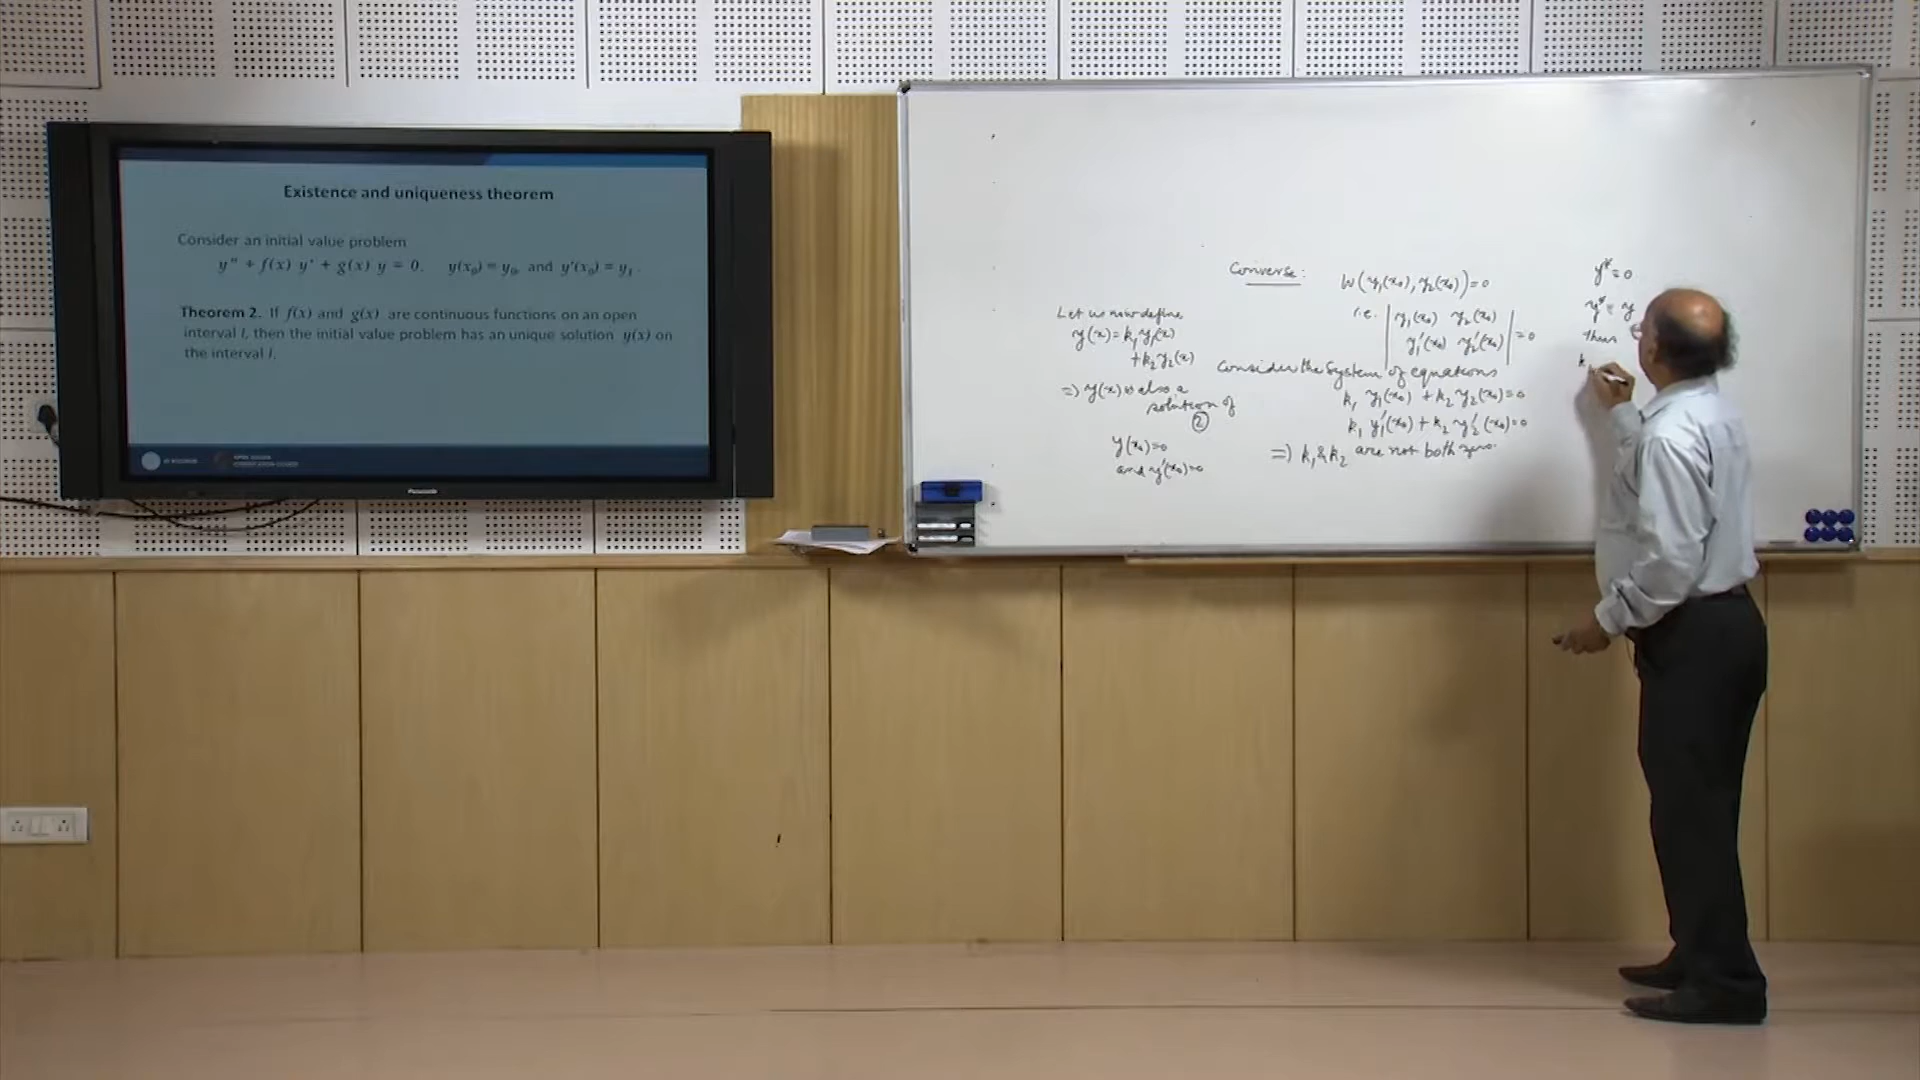 Existence and uniqueness theorem
Consider an initial value problem
y" + f(x) y' + g(x) y = 0, y(x₀) = y₀, and y'(x₀) = y₁.
Theorem 2. If f(x) and g(x) are continuous functions on an open
interval I, then the initial value problem has an unique solution y(x) on
the interval I.
Panasonic
Let us now define
y(x) = k₁y₁(x)
+k₂y₂(x)
=) y(x) is also a
solution of
②
y(x₀)=0
and y'(x₀)=0
Converse:
W(y₁(x₀), y₂(x₀))=0
i.e. | y₁(x₀) y₂(x₀) |
| y₁'(x₀) y₂'(x₀) | = 0
Consider the system of equations
k₁ y₁(x₀) + k₂ y₂(x₀)=0
k₁ y₁'(x₀) + k₂ y₂'(x₀)=0
=) k₁ & k₂ are not both zero.
y*=0
y* = y
Thus
k₁